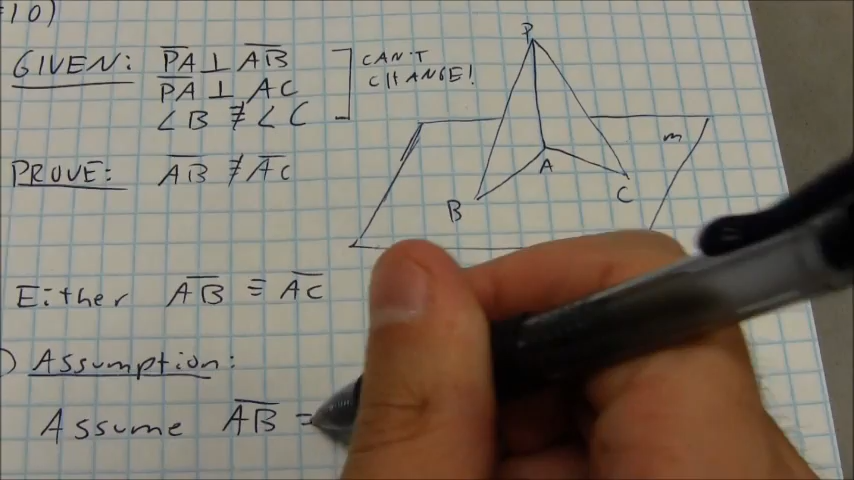 #10)
GIVEN: PA ⊥ AB
PA ⊥ AC
∠B ≢ ∠C
CAN'T
CHANGE!
PROVE: AB ≢ AC
P
m
A
B
C
Either AB ≡ AC
) Assumption:
Assume AB =